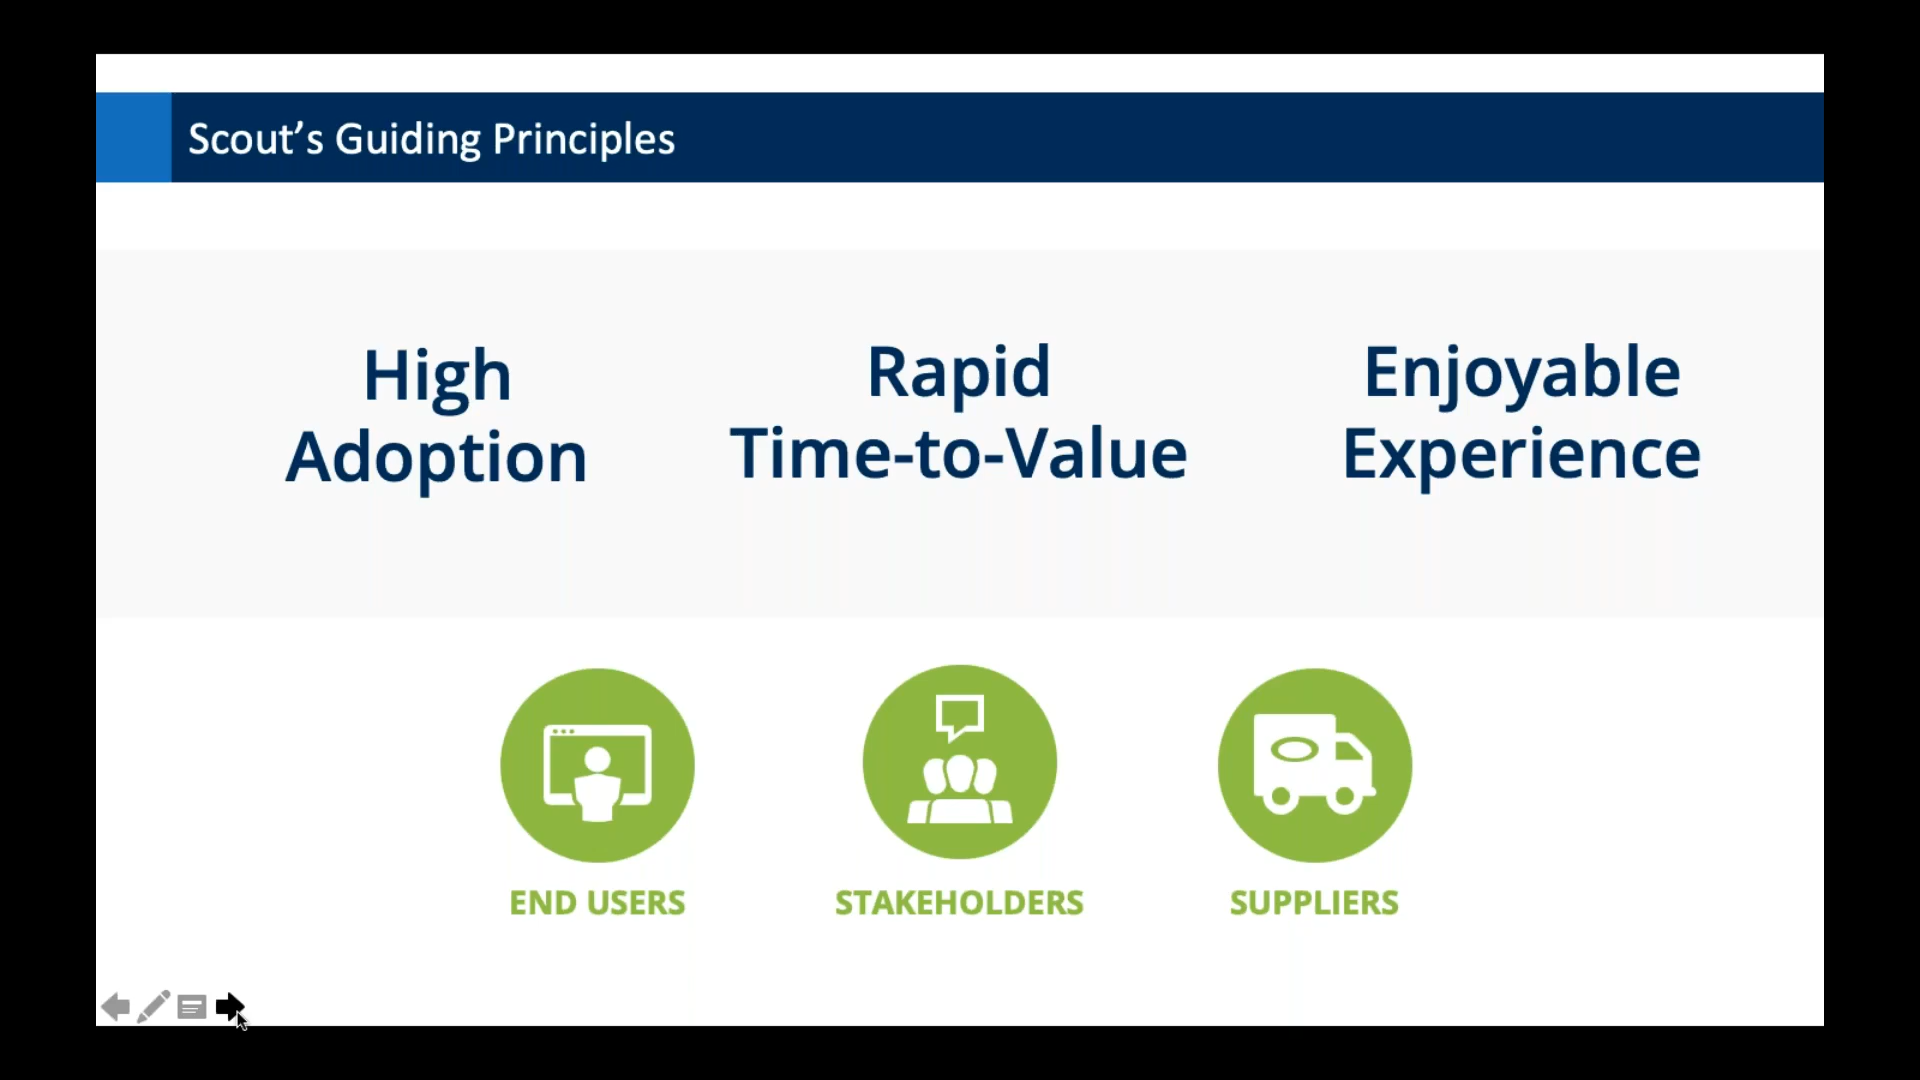 Scout’s Guiding Principles
High
Adoption
Rapid
Time-to-Value
Enjoyable
Experience
END USERS
STAKEHOLDERS
SUPPLIERS